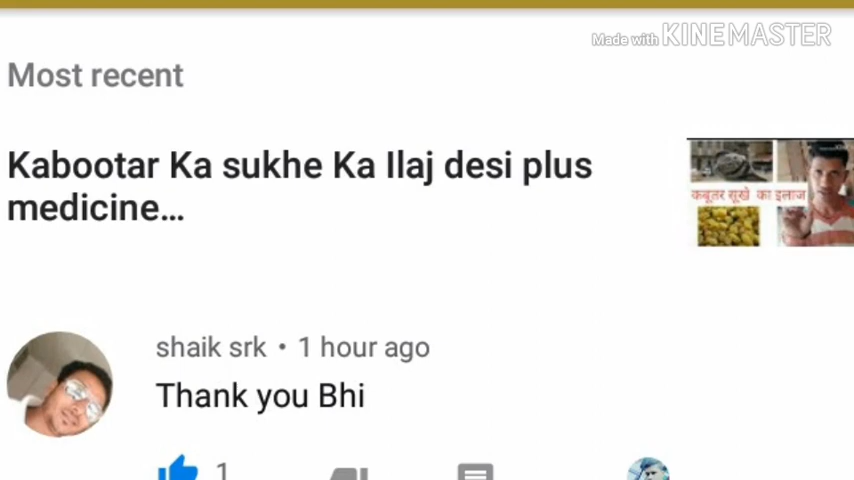 Made with KINEMASTER
Most recent
Kabootar Ka sukhe Ka Ilaj desi plus
medicine...
कबूतर सूखे का इलाज
shaik srk • 1 hour ago
Thank you Bhi
1